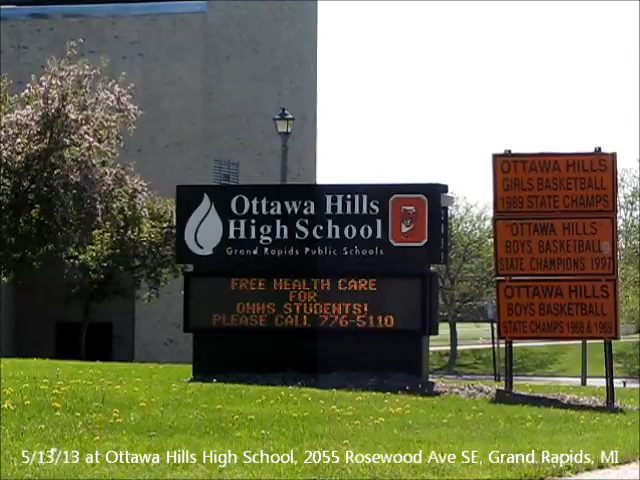 Ottawa Hills
High School
Grand Rapids Public Schools
FREE HEALTH CARE
FOR
OHHS STUDENTS!
PLEASE CALL 776-5110
OTTAWA HILLS
GIRLS BASKETBALL
1989 STATE CHAMPS
OTTAWA HILLS
BOYS BASKETBALL
STATE CHAMPIONS 1997
OTTAWA HILLS
BOYS BASKETBALL
STATE CHAMPS 1968 & 1969
5/13/13 at Ottawa Hills High School, 2055 Rosewood Ave SE, Grand Rapids, MI